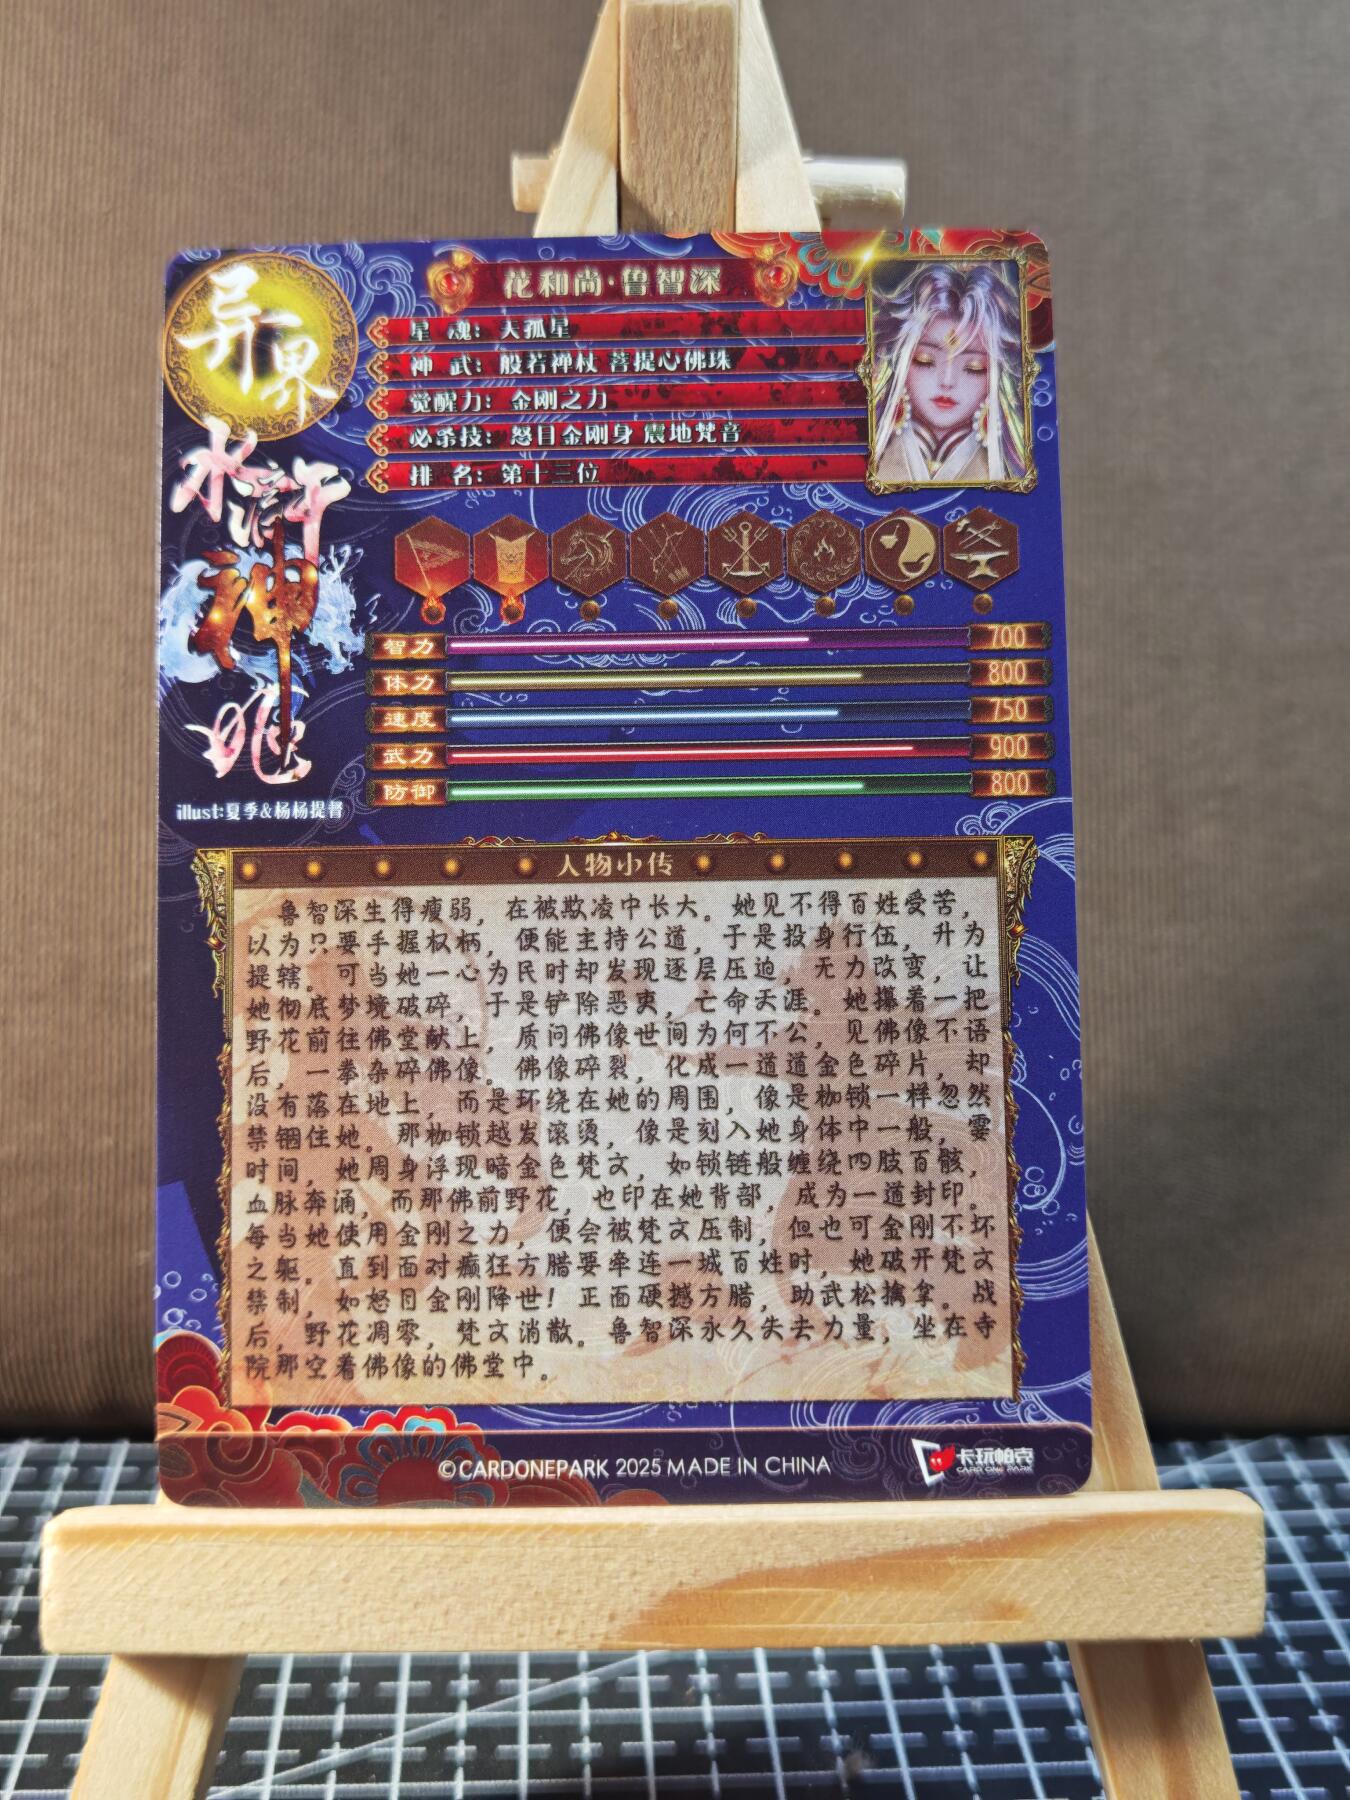 异界
水浒
神
兆
illust:夏季&杨杨提督
花和尚·鲁智深
星 魂：天孤星
神 武：般若禅杖 菩提心佛珠
觉醒力：金刚之力
必杀技：怒目金刚身 震地梵音
排 名：第十三位
智力 700
体力 800
速度 750
武力 900
防御 800
人物小传
鲁智深生得瘦弱，在被欺凌中长大。她见不得百姓受苦，
以为只要手握权柄，便能主持公道，于是投身行伍，升为
提辖。可当她一心为民时却发现逐层压迫，无力改变，让
她彻底梦境破碎，于是铲除恶吏，亡命天涯。她攥着一把
野花前往佛堂献上，质问佛像世间为何不公，见佛像不语
后，一拳杂碎佛像。佛像碎裂，化成一道道金色碎片，却
没有落在地上，而是环绕在她的周围，像是枷锁一样忽然
禁锢住她。那枷锁越发滚烫，像是刻入她身体中一般，霎
时间，她周身浮现暗金色梵文，如锁链般缠绕四肢百骸，
血脉奔涌，而那佛前野花，也印在她背部，成为一道封印。
每当她使用金刚之力，便会被梵文压制，但也可金刚不坏
之躯。直到面对癫狂方腊要牵连一城百姓时，她破开梵文
禁制，如怒目金刚降世！正面硬撼方腊，助武松擒拿。战
后，野花凋零，梵文消散。鲁智深永久失去力量，坐在寺
院那空着佛像的佛堂中。
©CARDONEPARK 2025 MADE IN CHINA
卡玩帕克
CARD ONE PARK